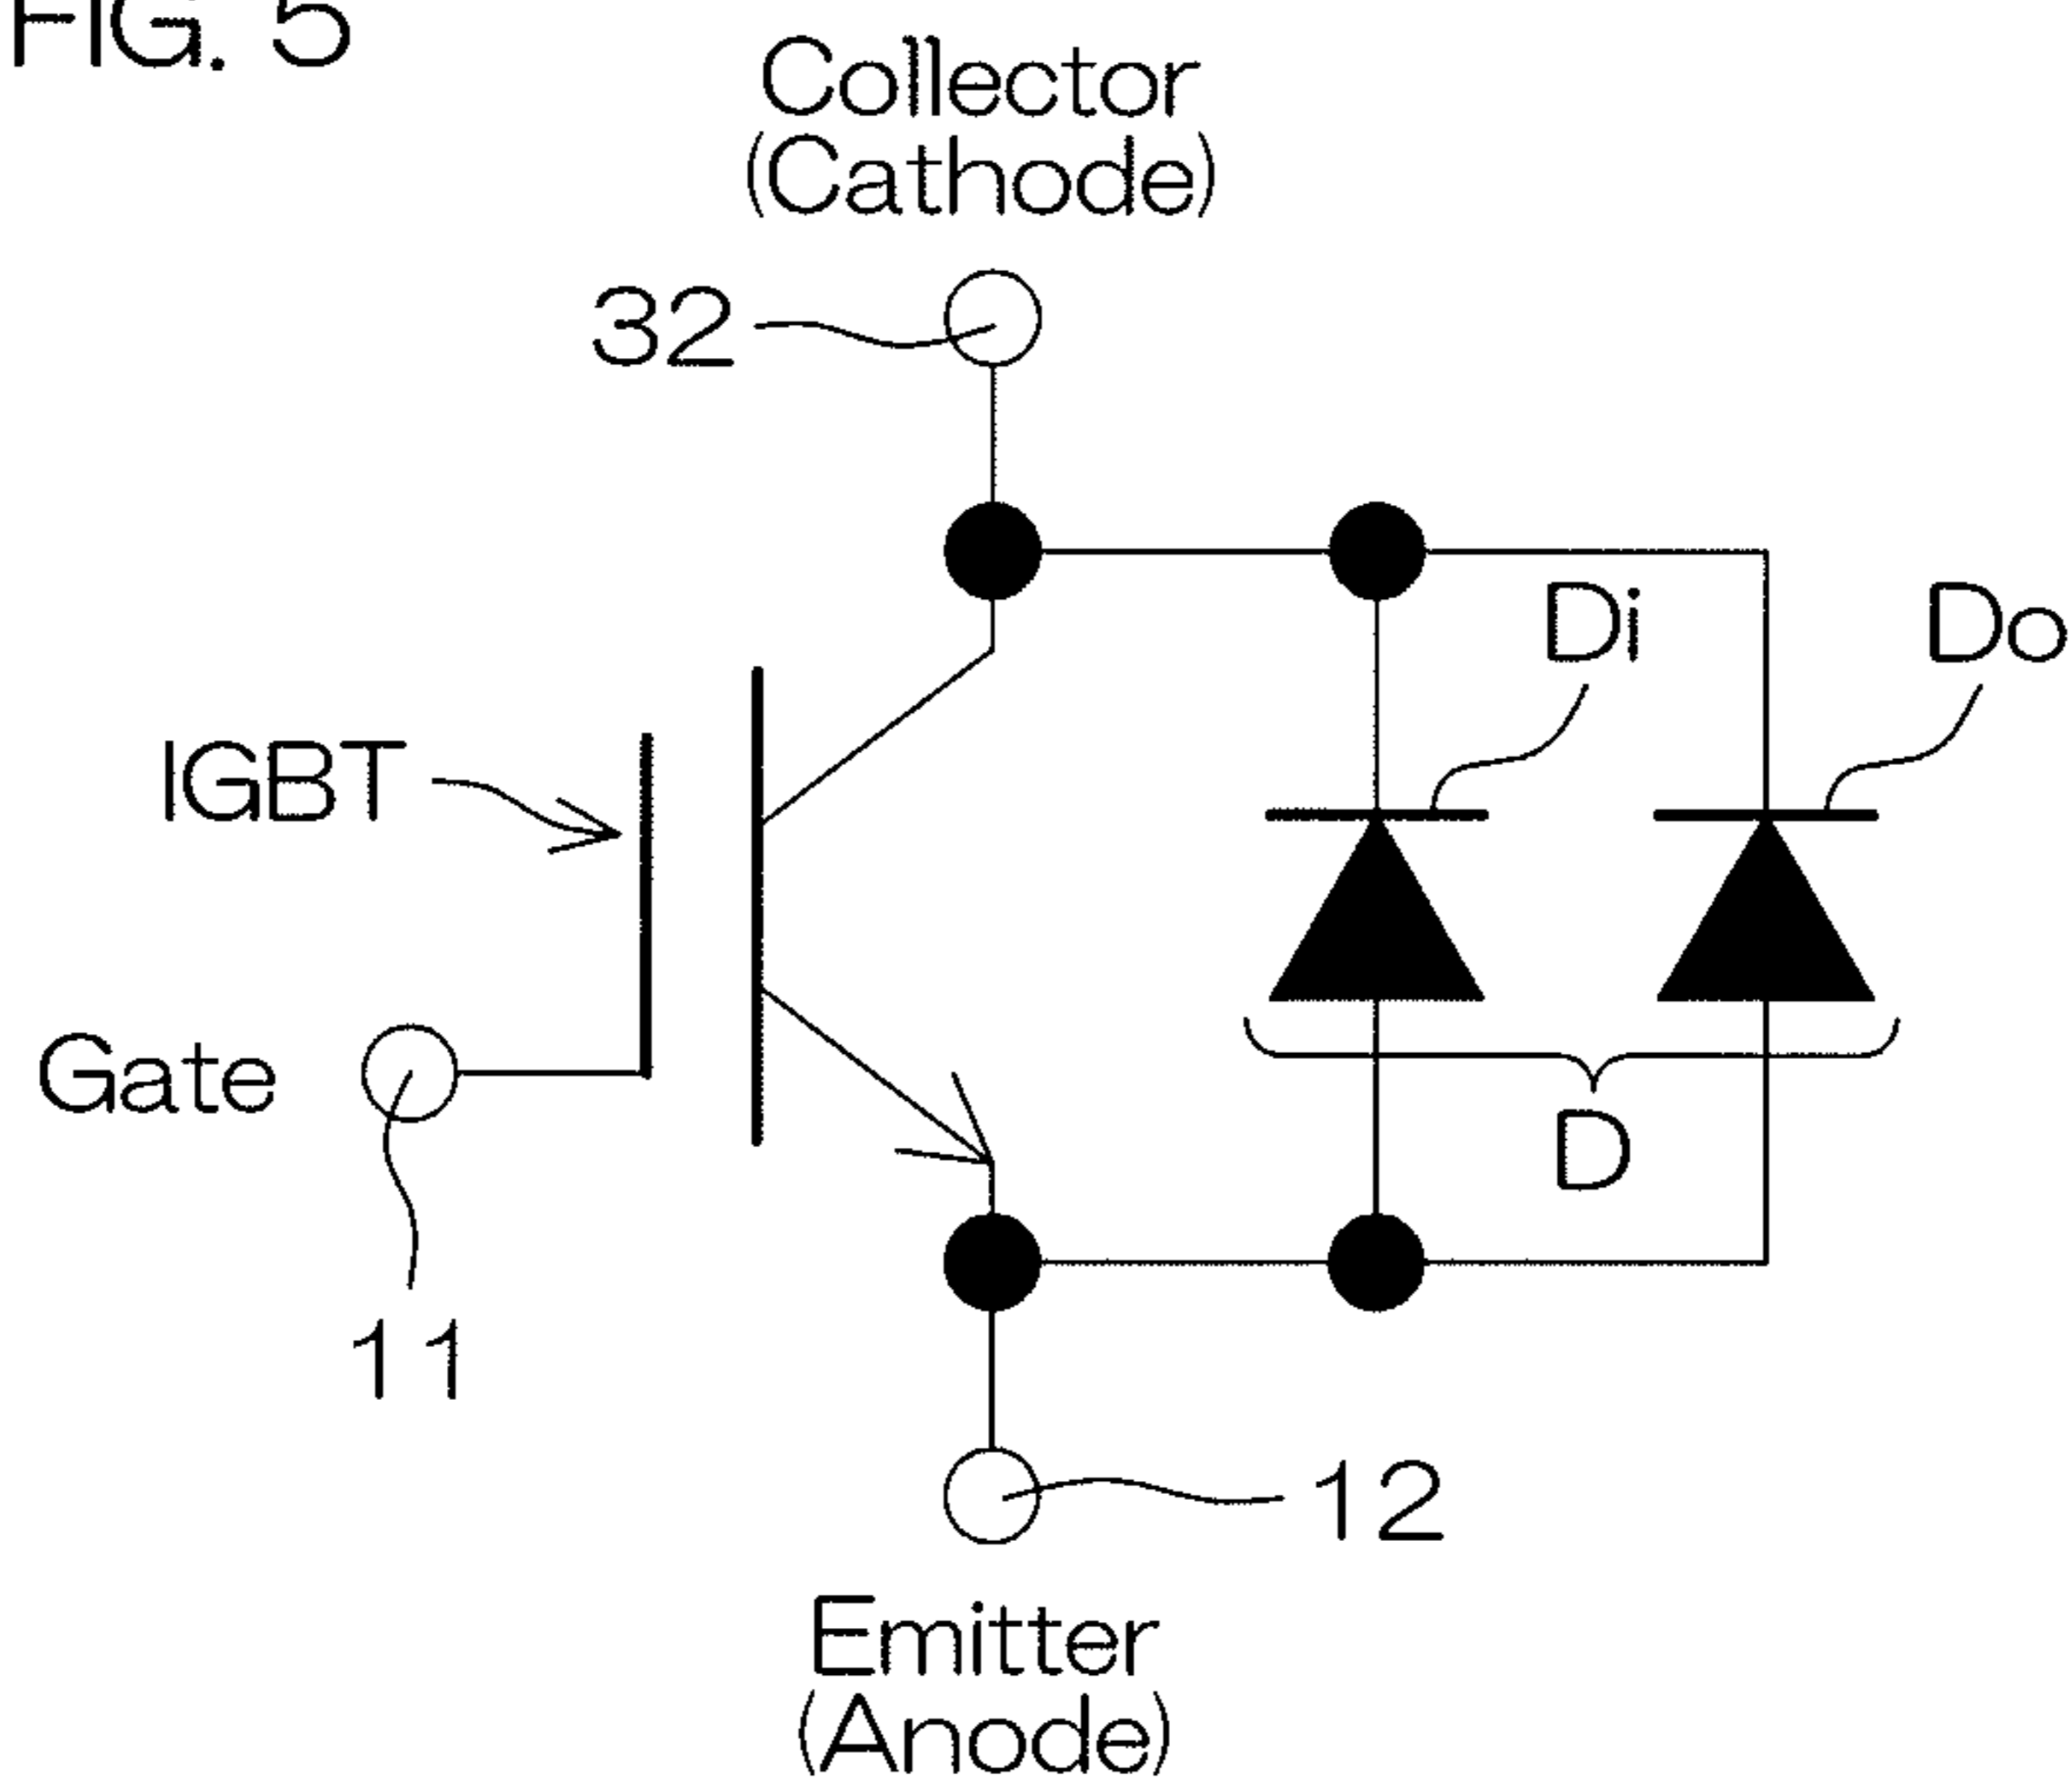 FIG. 5
Collector
(Cathode)
32
Di
Do
IGBT
Gate
D
11
12
Emitter
(Anode)